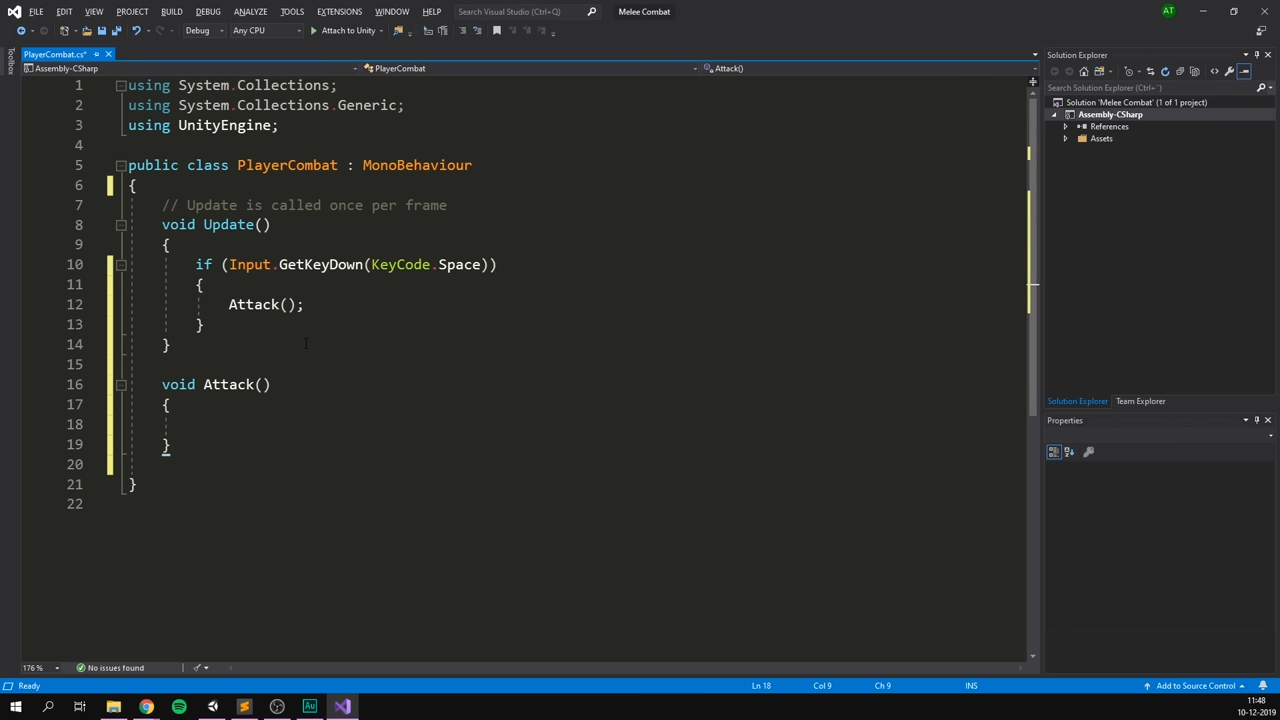 FILE EDIT VIEW PROJECT BUILD DEBUG ANALYZE TOOLS EXTENSIONS WINDOW HELP Search Visual Studio (Ctrl+Q) Melee Combat AT
Debug Any CPU Attach to Unity
Toolbox
PlayerCombat.cs*
Assembly-CSharp PlayerCombat Attack()
1 using System.Collections;
2 using System.Collections.Generic;
3 using UnityEngine;
4
5 public class PlayerCombat : MonoBehaviour
6 {
7 // Update is called once per frame
8 void Update()
9 {
10 if (Input.GetKeyDown(KeyCode.Space))
11 {
12 Attack();
13 }
14 }
15
16 void Attack()
17 {
18
19 }
20
21 }
22
Solution Explorer
Search Solution Explorer (Ctrl+¨)
Solution 'Melee Combat' (1 of 1 project)
Assembly-CSharp
References
Assets
Solution Explorer Team Explorer
Properties
176 % No issues found
Ready Ln 18 Col 9 Ch 9 INS Add to Source Control
Au
11:48
10-12-2019